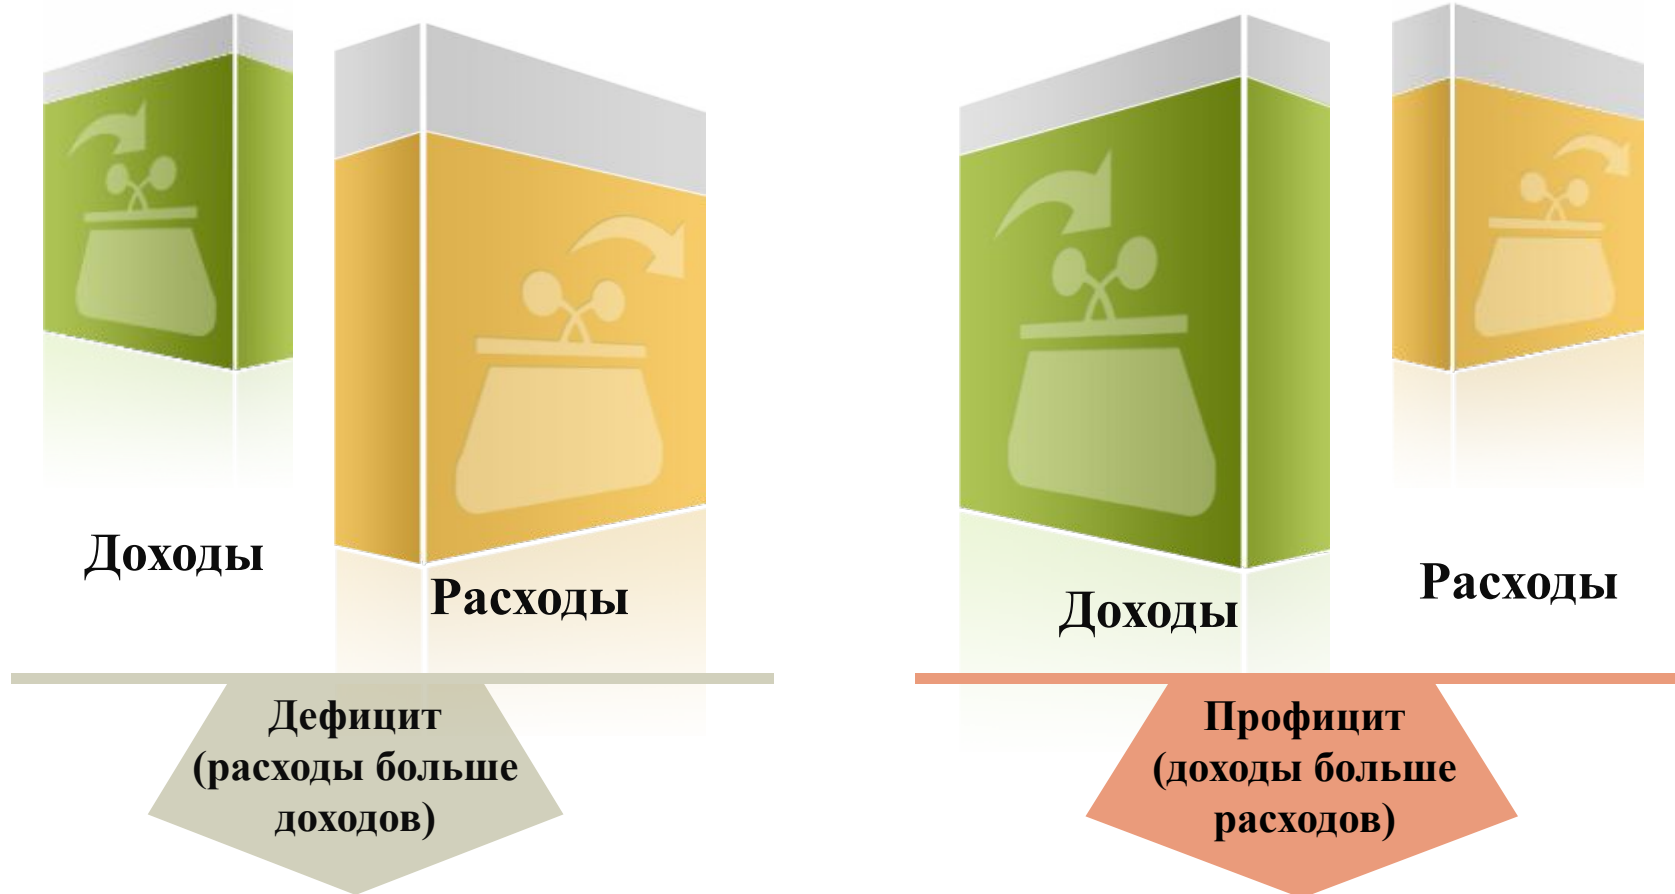 Доходы
Расходы
Дефицит
(расходы больше
доходов)
Доходы
Расходы
Профицит
(доходы больше
расходов)